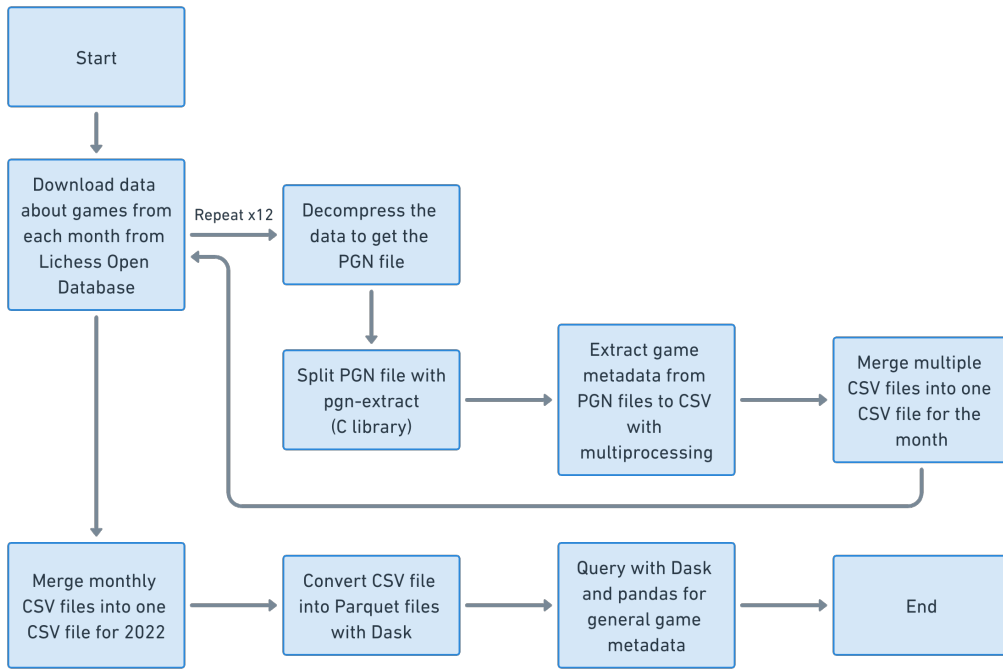 Start
Download data
about games from
each month from
Lichess Open
Database
Repeat x12
Decompress the
data to get the
PGN file
Split PGN file with
pgn-extract
(C library)
Extract game
metadata from
PGN files to CSV
with
multiprocessing
Merge multiple
CSV files into one
CSV file for the
month
Merge monthly
CSV files into one
CSV file for 2022
Convert CSV file
into Parquet files
with Dask
Query with Dask
and pandas for
general game
metadata
End